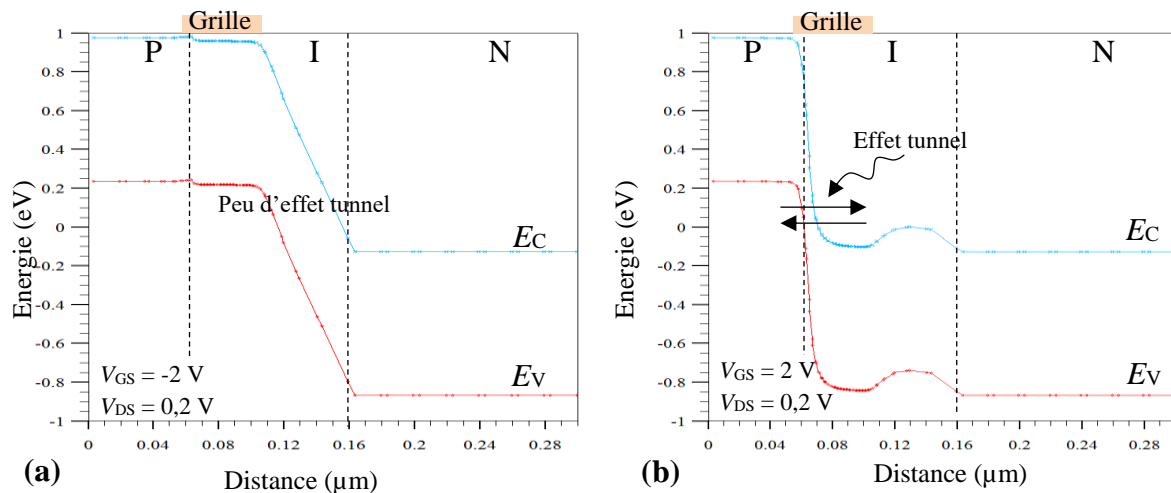 Grille
P
I
N
1
0.8
0.6
0.4
0.2
0
-0.2
-0.4
-0.6
-0.8
-1
Energie (eV)
Peu d'effet tunnel
EC
EV
VGS = -2 V
VDS = 0,2 V
0
0.04
0.08
0.12
0.16
0.2
0.24
0.28
(a)
Distance (µm)
Grille
P
I
N
1
0.8
0.6
0.4
0.2
0
-0.2
-0.4
-0.6
-0.8
-1
Energie (eV)
Effet tunnel
EC
EV
VGS = 2 V
VDS = 0,2 V
0
0.04
0.08
0.12
0.16
0.2
0.24
0.28
(b)
Distance (µm)